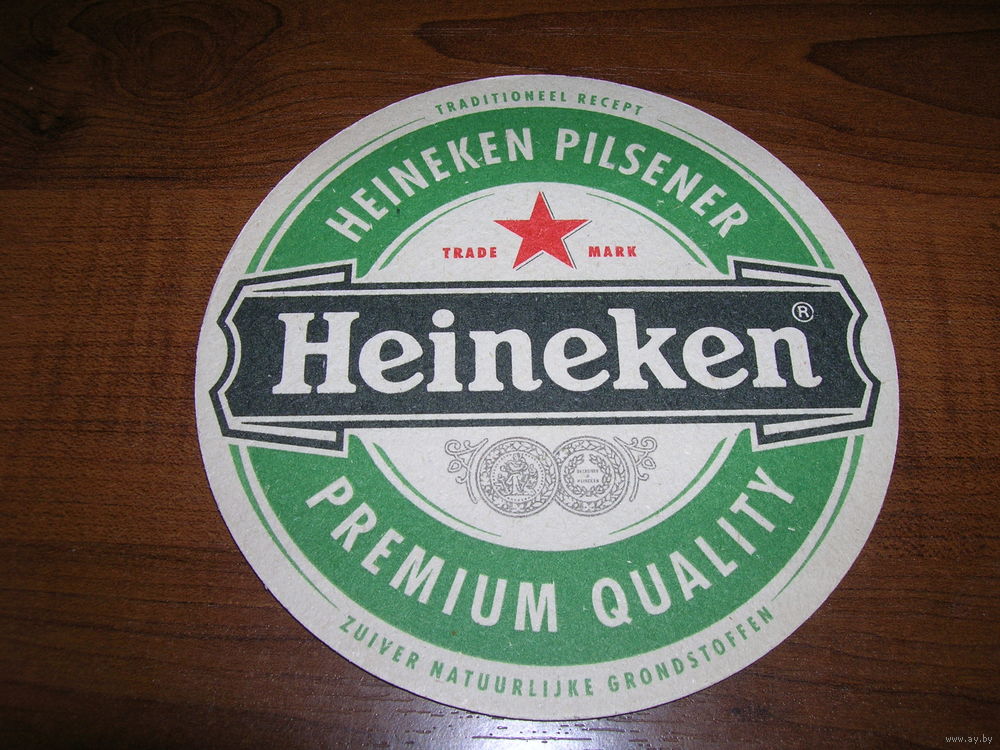 TRADITIONEEL RECEPT
HEINEKEN PILSENER
TRADE MARK
Heineken®
PREMIUM QUALITY
ZUIVER NATUURLIJKE GRONDSTOFFEN
www.ay.by